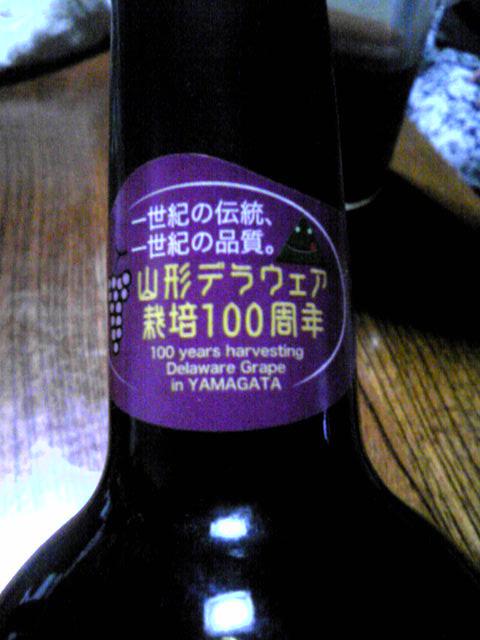 一世紀の伝統、
一世紀の品質。
山形デラウェア
栽培100周年
100 years harvesting
Delaware Grape
in YAMAGATA